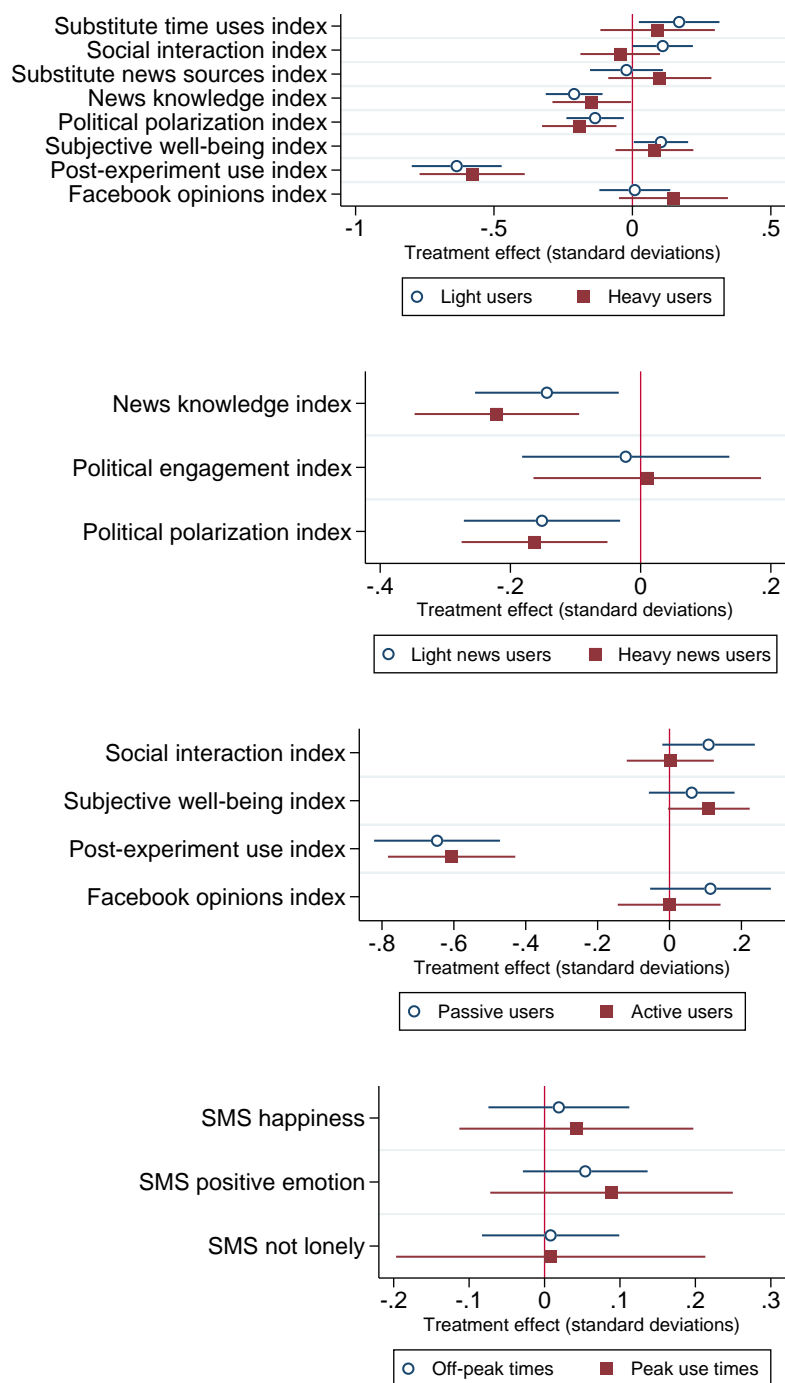 Substitute time uses index
Social interaction index
Substitute news sources index
News knowledge index
Political polarization index
Subjective well-being index
Post-experiment use index
Facebook opinions index
-1 -.5 0 .5
Treatment effect (standard deviations)
Light users Heavy users
News knowledge index
Political engagement index
Political polarization index
-.4 -.2 0 .2
Treatment effect (standard deviations)
Light news users Heavy news users
Social interaction index
Subjective well-being index
Post-experiment use index
Facebook opinions index
-.8 -.6 -.4 -.2 0 .2
Treatment effect (standard deviations)
Passive users Active users
SMS happiness
SMS positive emotion
SMS not lonely
-.2 -.1 0 .1 .2 .3
Treatment effect (standard deviations)
Off-peak times Peak use times